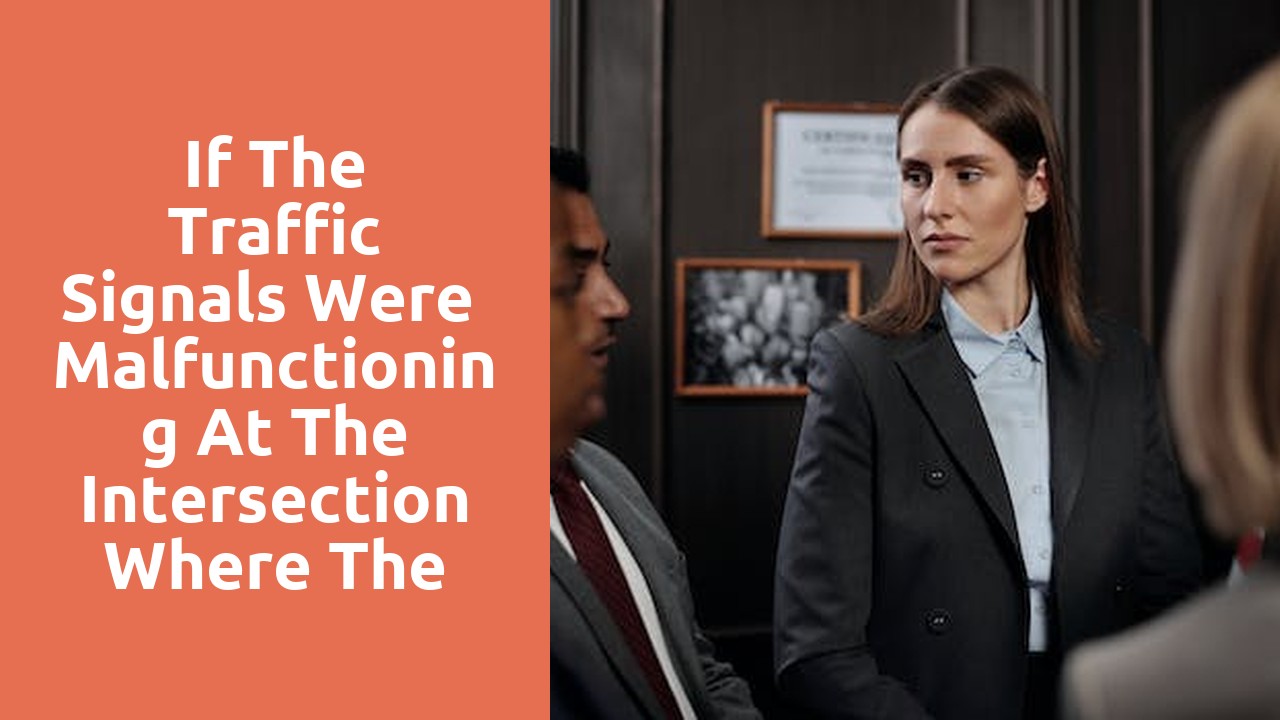 If The
Traffic
Signals Were
Malfunctionin
g At The
Intersection
Where The